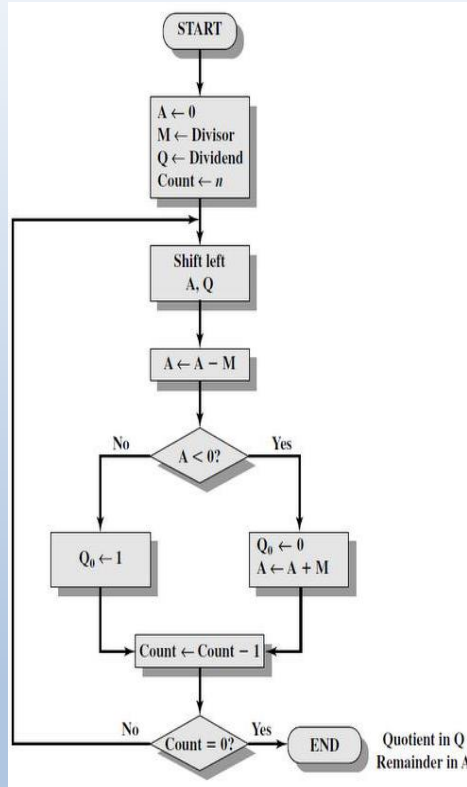 START
A ← 0
M ← Divisor
Q ← Dividend
Count ← n
Shift left
A, Q
A ← A − M
No
A < 0?
Yes
Q₀ ← 1
Q₀ ← 0
A ← A + M
Count ← Count − 1
No
Count = 0?
Yes
END
Quotient in Q
Remainder in A